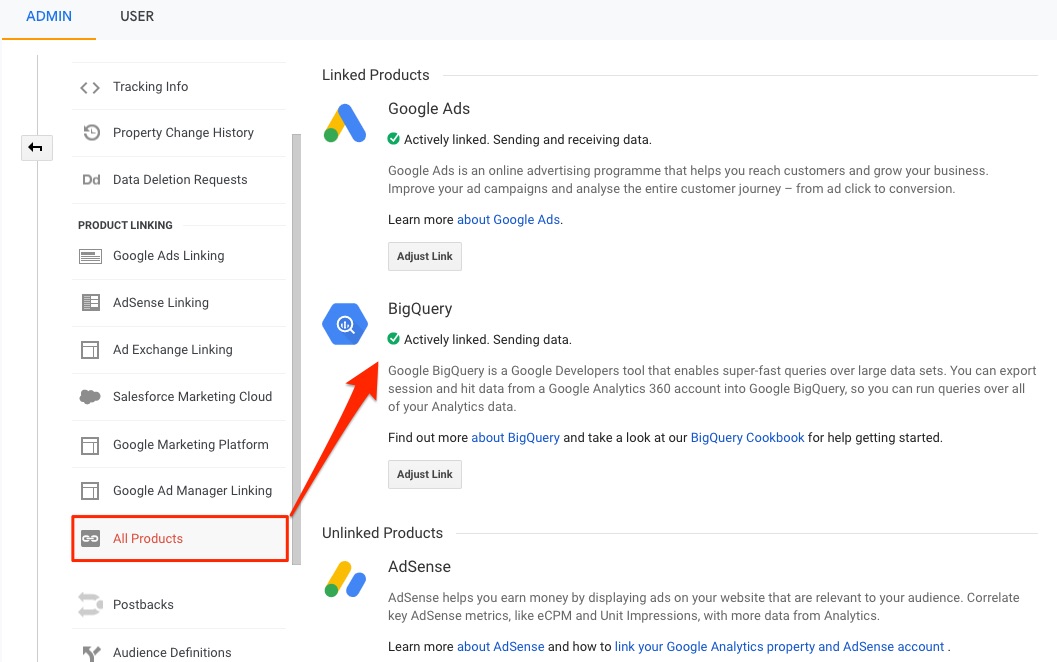 ADMIN
USER
Tracking Info
Property Change History
Dd Data Deletion Requests
PRODUCT LINKING
Google Ads Linking
AdSense Linking
Ad Exchange Linking
Salesforce Marketing Cloud
Google Marketing Platform
Google Ad Manager Linking
All Products
Postbacks
Audience Definitions
Linked Products
Google Ads
Actively linked. Sending and receiving data.
Google Ads is an online advertising programme that helps you reach customers and grow your business.
Improve your ad campaigns and analyse the entire customer journey – from ad click to conversion.
Learn more about Google Ads.
Adjust Link
BigQuery
Actively linked. Sending data.
Google BigQuery is a Google Developers tool that enables super-fast queries over large data sets. You can export
session and hit data from a Google Analytics 360 account into Google BigQuery, so you can run queries over all
of your Analytics data.
Find out more about BigQuery and take a look at our BigQuery Cookbook for help getting started.
Adjust Link
Unlinked Products
AdSense
AdSense helps you earn money by displaying ads on your website that are relevant to your audience. Correlate
key AdSense metrics, like eCPM and Unit Impressions, with more data from Analytics.
Learn more about AdSense and how to link your Google Analytics property and AdSense account .